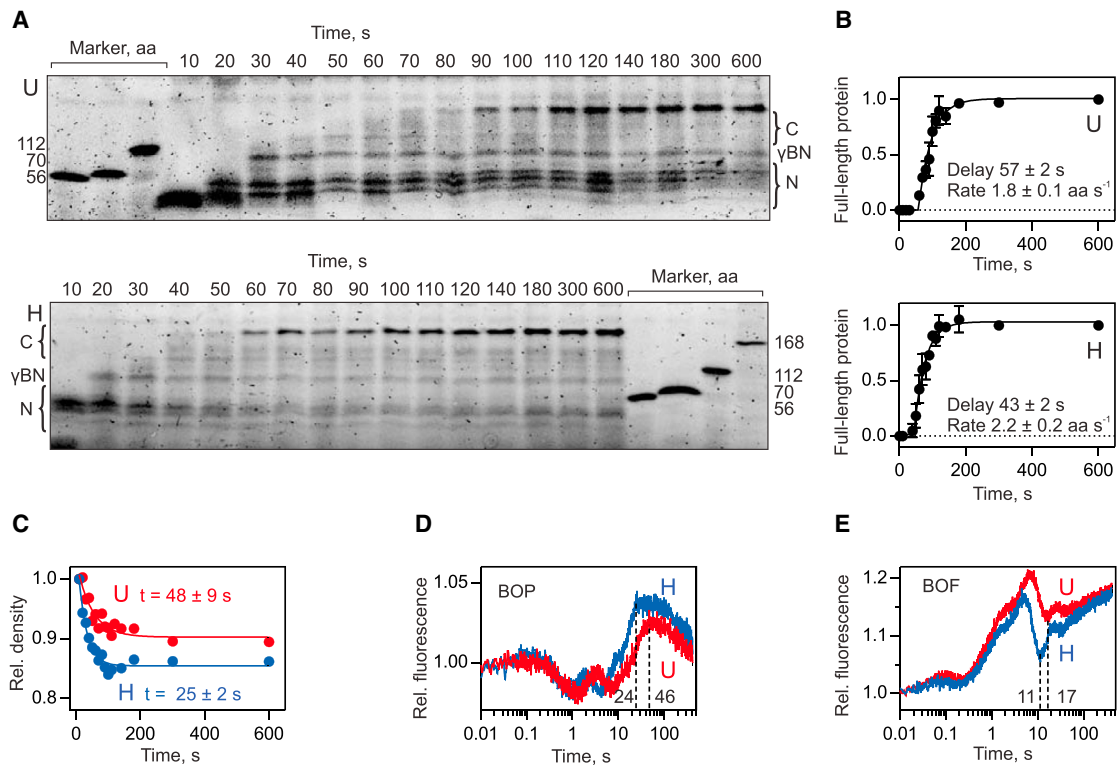 A
Time, s
Marker, aa
10 20 30 40 50 60 70 80 90 100 110 120 140 180 300 600
U
112
70
56
C
γBN
N
Time, s
10 20 30 40 50 60 70 80 90 100 110 120 140 180 300 600
Marker, aa
H
C
γBN
N
168
112
70
56
B
Full-length protein
1.0
0.5
0.0
U
Delay 57 ± 2 s
Rate 1.8 ± 0.1 aa s⁻¹
0 200 400 600
Time, s
Full-length protein
1.0
0.5
0.0
H
Delay 43 ± 2 s
Rate 2.2 ± 0.2 aa s⁻¹
0 200 400 600
Time, s
C
Rel. density
1.0
0.9
0.8
U t = 48 ± 9 s
H t = 25 ± 2 s
0 200 400 600
Time, s
D
Rel. fluorescence
1.05
1.00
BOP
H
U
24 46
0.01 0.1 1 10 100
Time, s
E
Rel. fluorescence
1.2
1.1
1.0
BOF
U
H
11 17
0.01 0.1 1 10 100
Time, s